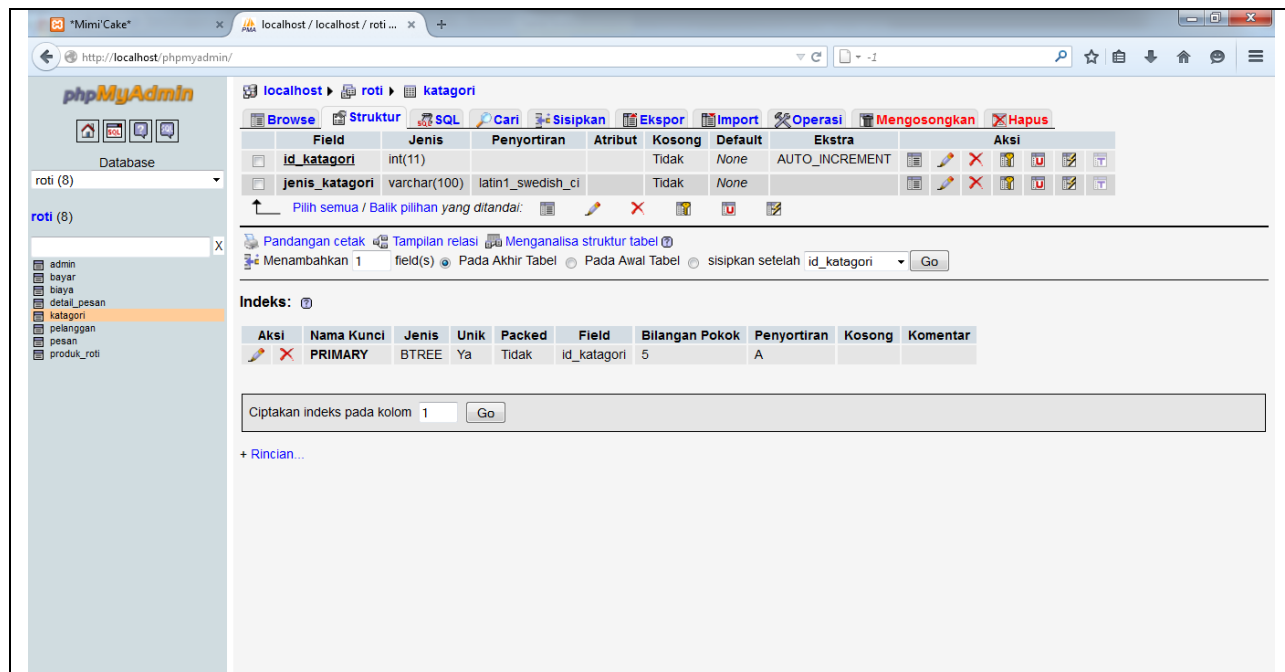 *Mimi'Cake* × localhost / localhost / roti ... × +
http://localhost/phpmyadmin/ -1
phpMyAdmin
Database
roti (8)
roti (8)
X
admin
bayar
biaya
detail_pesan
katagori
pelanggan
pesan
produk_roti
localhost ▸ roti ▸ katagori
Browse Struktur SQL Cari Sisipkan Ekspor Import Operasi Mengosongkan Hapus
Field Jenis Penyortiran Atribut Kosong Default Ekstra Aksi
id_katagori int(11) Tidak None AUTO_INCREMENT
jenis_katagori varchar(100) latin1_swedish_ci Tidak None
Pilih semua / Balik pilihan yang ditandai:
Pandangan cetak Tampilan relasi Menganalisa struktur tabel
Menambahkan 1 field(s) Pada Akhir Tabel Pada Awal Tabel sisipkan setelah id_katagori Go
Indeks:
Aksi Nama Kunci Jenis Unik Packed Field Bilangan Pokok Penyortiran Kosong Komentar
PRIMARY BTREE Ya Tidak id_katagori 5 A
Ciptakan indeks pada kolom 1 Go
+ Rincian...